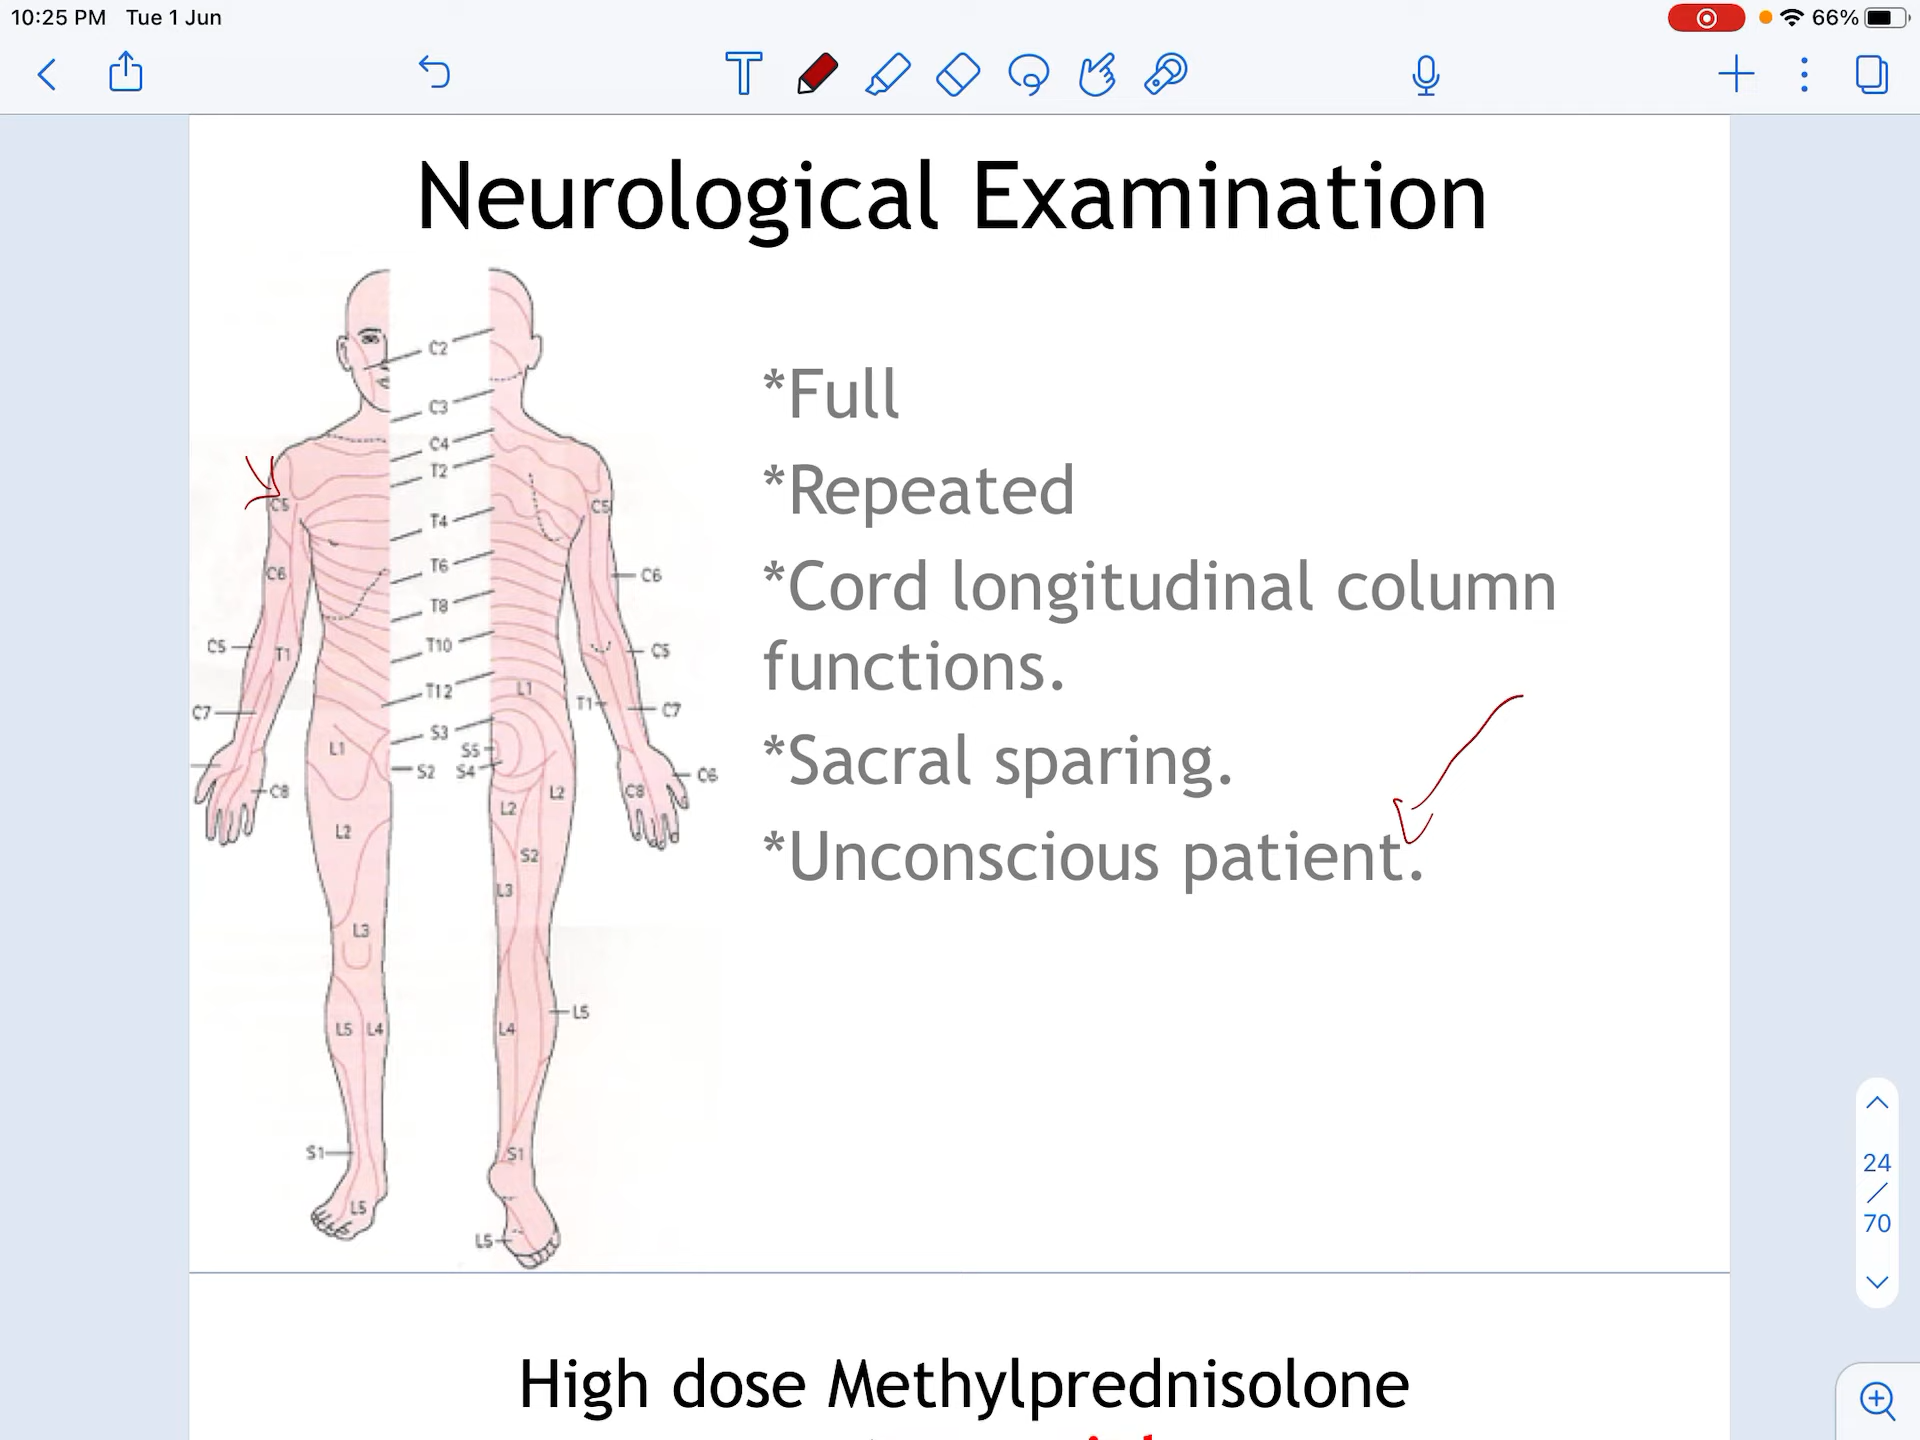 10:25 PM Tue 1 Jun
66%
T
Neurological Examination
C2
C3
C4
T2
C5
C5
T4
T6
C6
C6
T8
T10
C5
T1
C5
T12
L1
T1
C7
C7
S3
L1
S5
S2
S4
C6
C8
C8
L2
L2
L2
S2
L3
L3
L5
L5
L4
L4
S1
S1
L5
L5
*Full
*Repeated
*Cord longitudinal column
functions.
*Sacral sparing.
*Unconscious patient.
24
/
70
High dose Methylprednisolone